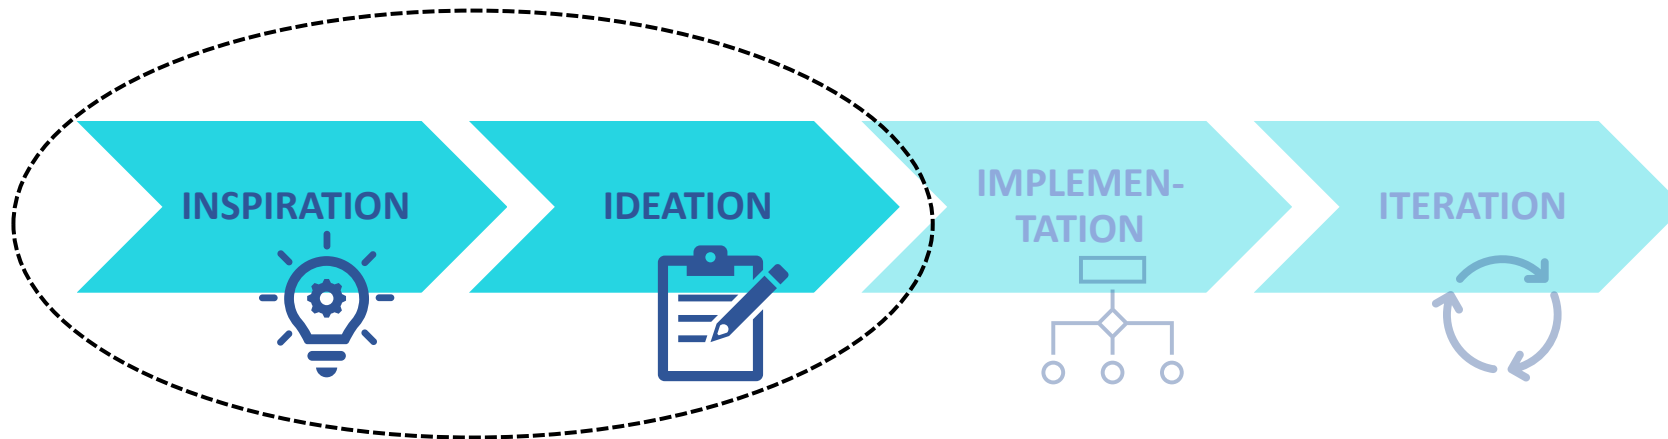 INSPIRATION
IDEATION
IMPLEMEN-
TATION
ITERATION